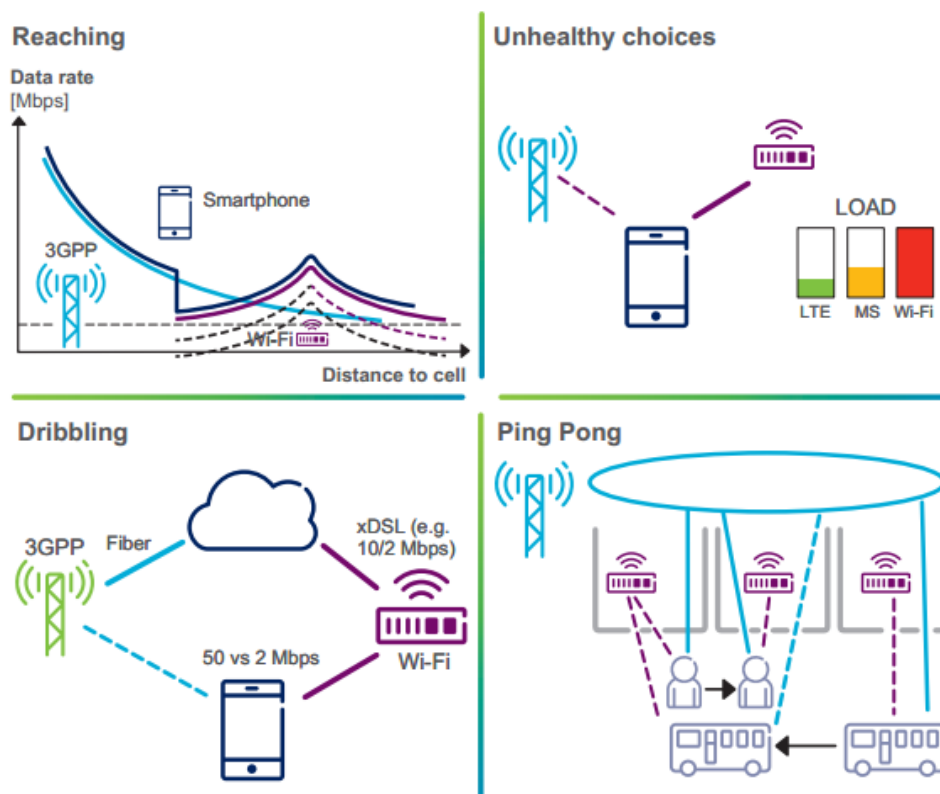 Reaching
Data rate
[Mbps]
Smartphone
3GPP
Wi-Fi
Distance to cell
Unhealthy choices
LOAD
LTE
MS
Wi-Fi
Dribbling
3GPP
Fiber
xDSL (e.g.
10/2 Mbps)
50 vs 2 Mbps
Wi-Fi
Ping Pong